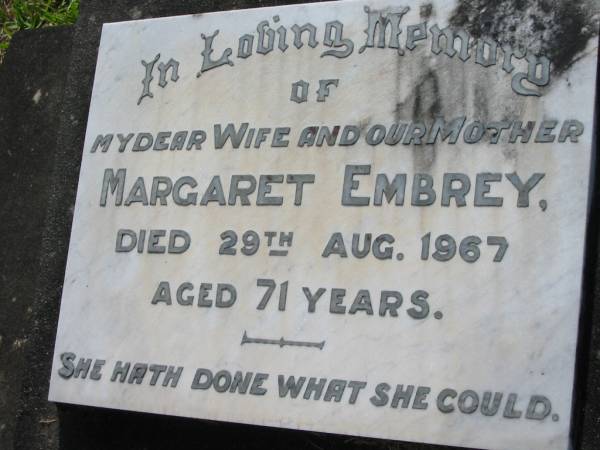 In Loving Memory
OF
MY DEAR WIFE AND OUR MOTHER
MARGARET EMBREY,
DIED 29TH AUG. 1967
AGED 71 YEARS.
SHE HATH DONE WHAT SHE COULD.